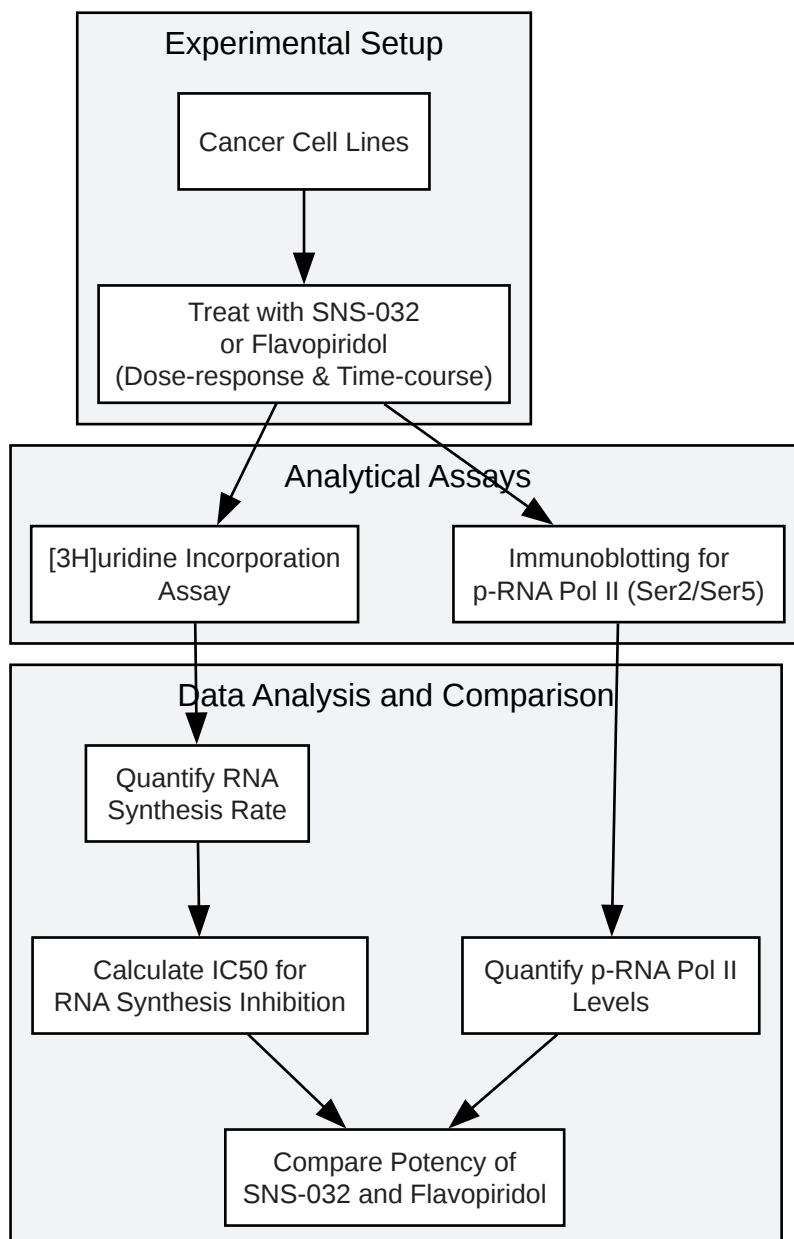 Experimental Setup
Cancer Cell Lines
Treat with SNS-032
or Flavopiridol
(Dose-response & Time-course)
Analytical Assays
[3H]uridine Incorporation
Assay
Immunoblotting for
p-RNA Pol II (Ser2/Ser5)
Data Analysis and Comparison
Quantify RNA
Synthesis Rate
Calculate IC50 for
RNA Synthesis Inhibition
Quantify p-RNA Pol II
Levels
Compare Potency of
SNS-032 and Flavopiridol